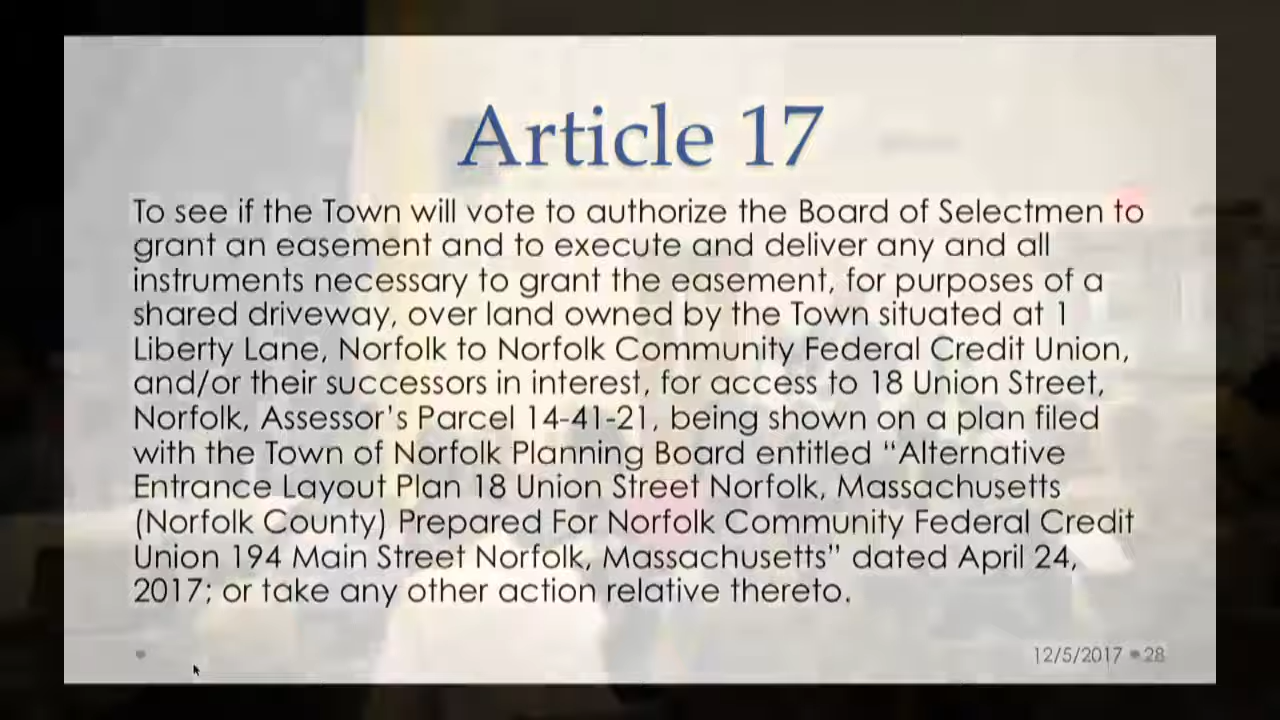 Article 17
To see if the Town will vote to authorize the Board of Selectmen to
grant an easement and to execute and deliver any and all
instruments necessary to grant the easement, for purposes of a
shared driveway, over land owned by the Town situated at 1
Liberty Lane, Norfolk to Norfolk Community Federal Credit Union,
and/or their successors in interest, for access to 18 Union Street,
Norfolk, Assessor’s Parcel 14-41-21, being shown on a plan filed
with the Town of Norfolk Planning Board entitled “Alternative
Entrance Layout Plan 18 Union Street Norfolk, Massachusetts
(Norfolk County) Prepared For Norfolk Community Federal Credit
Union 194 Main Street Norfolk, Massachusetts” dated April 24,
2017; or take any other action relative thereto.
12/5/2017 • 28